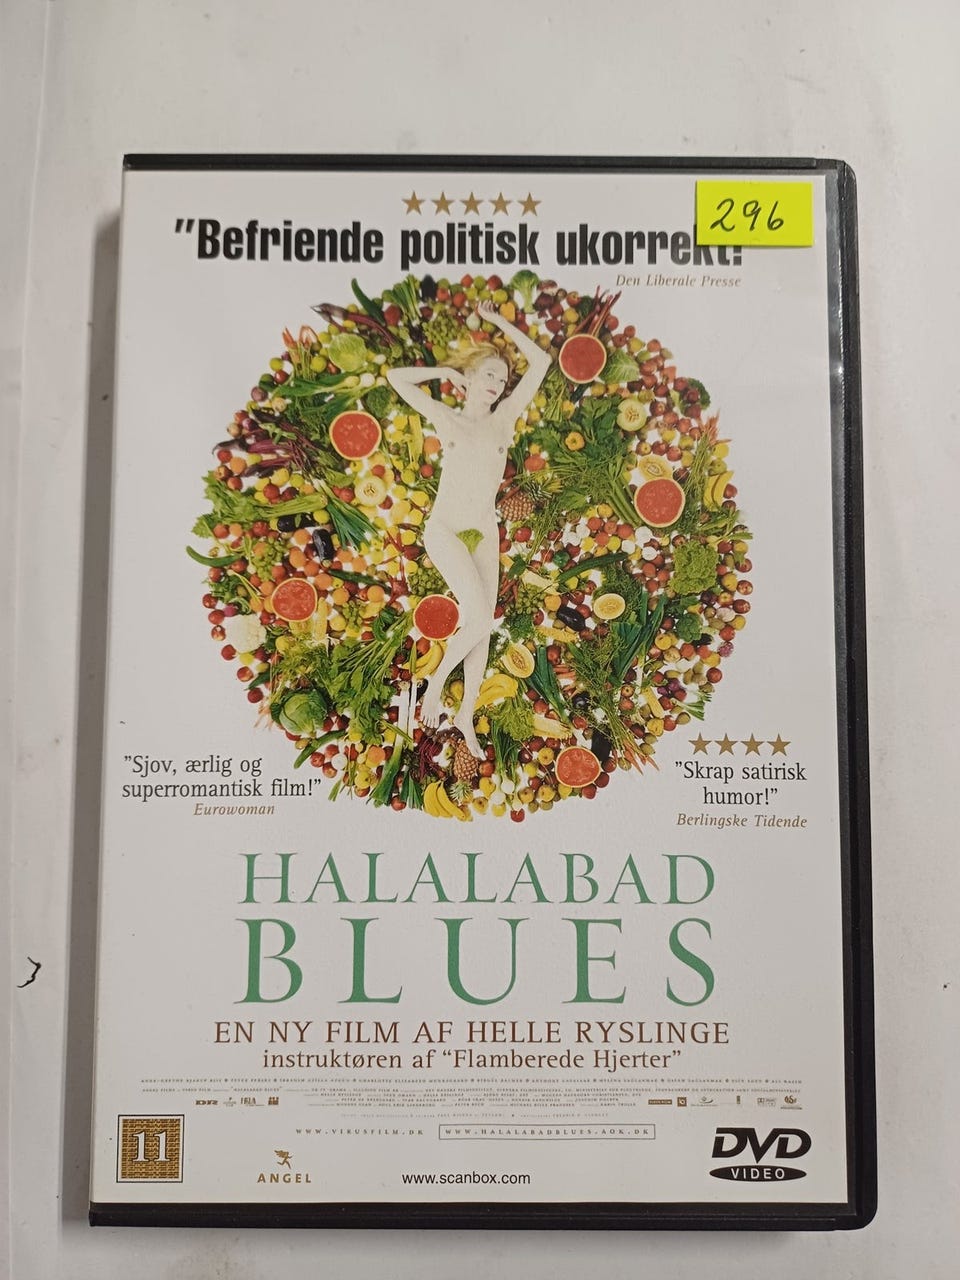 296
"Befriende politisk ukorrekt!"
Den Liberale Presse
"Sjov, ærlig og
superromantisk film!"
Eurowoman
"Skrap satirisk
humor!"
Berlingske Tidende
HALALABAD
BLUES
EN NY FILM AF HELLE RYSLINGE
instruktøren af "Flamberede Hjerter"
DR
WWW.VIRUSFILM.DK WWW.HALALABADBLUES.AOK.DK
11
ANGEL
www.scanbox.com
DVD
VIDEO